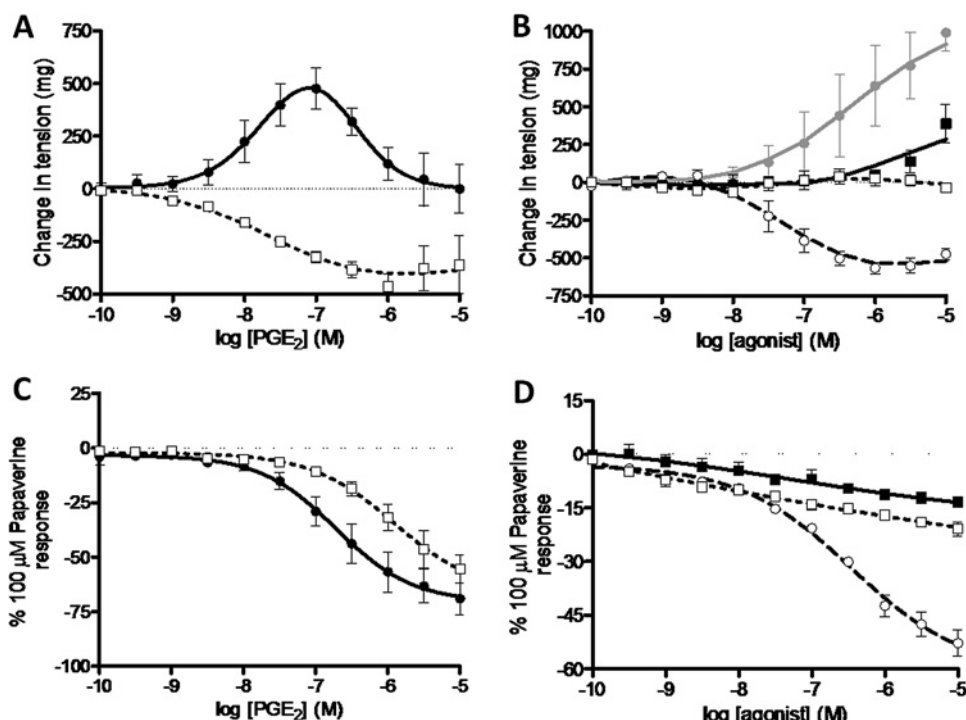 A
Change in tension (mg)
750
500
250
0
-250
-500
-10 -9 -8 -7 -6 -5
log [PGE₂] (M)
B
Change in tension (mg)
1000
750
500
250
0
-250
-500
-750
-10 -9 -8 -7 -6 -5
log [agonist] (M)
C
% 100 µM Papaverine
response
25
0
-25
-50
-75
-100
-10 -9 -8 -7 -6 -5
log [PGE₂] (M)
D
% 100 µM Papaverine
response
15
0
-15
-30
-45
-60
-10 -9 -8 -7 -6 -5
log [agonist] (M)